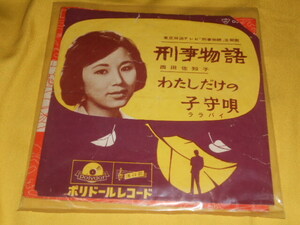 刑事物語
西田佐知子
わたしだけの
子守唄
ララバイ
ポリドールレコード